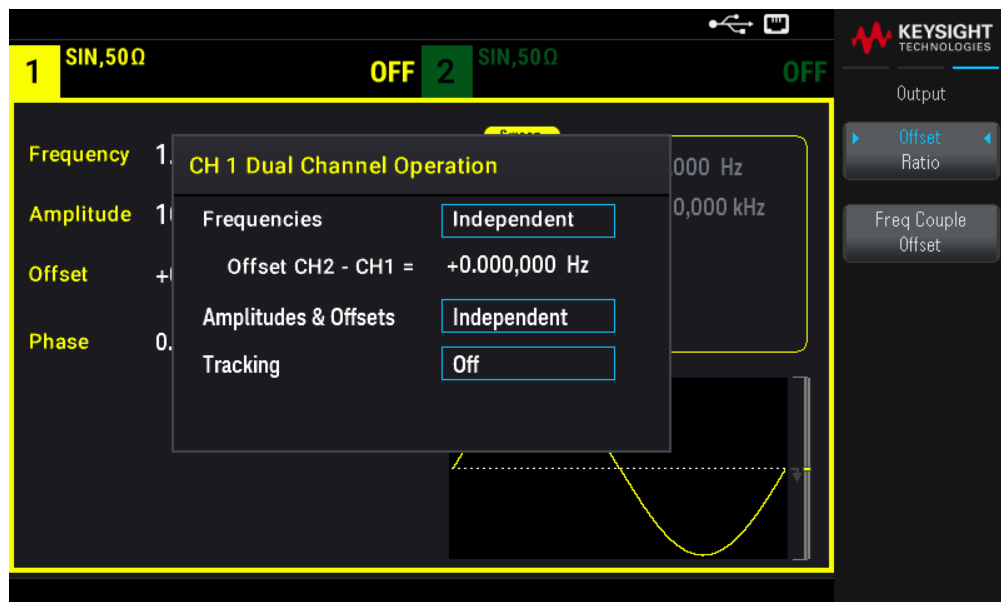 KEYSIGHT
TECHNOLOGIES
1 SIN,50Ω OFF 2 SIN,50Ω OFF
Output
Offset
Ratio
Freq Couple
Offset
Frequency 1.
Amplitude
Offset
Phase 0.
CH 1 Dual Channel Operation
,000 Hz
0,000 kHz
Frequencies Independent
Offset CH2 - CH1 = +0.000,000 Hz
Amplitudes & Offsets Independent
Tracking Off